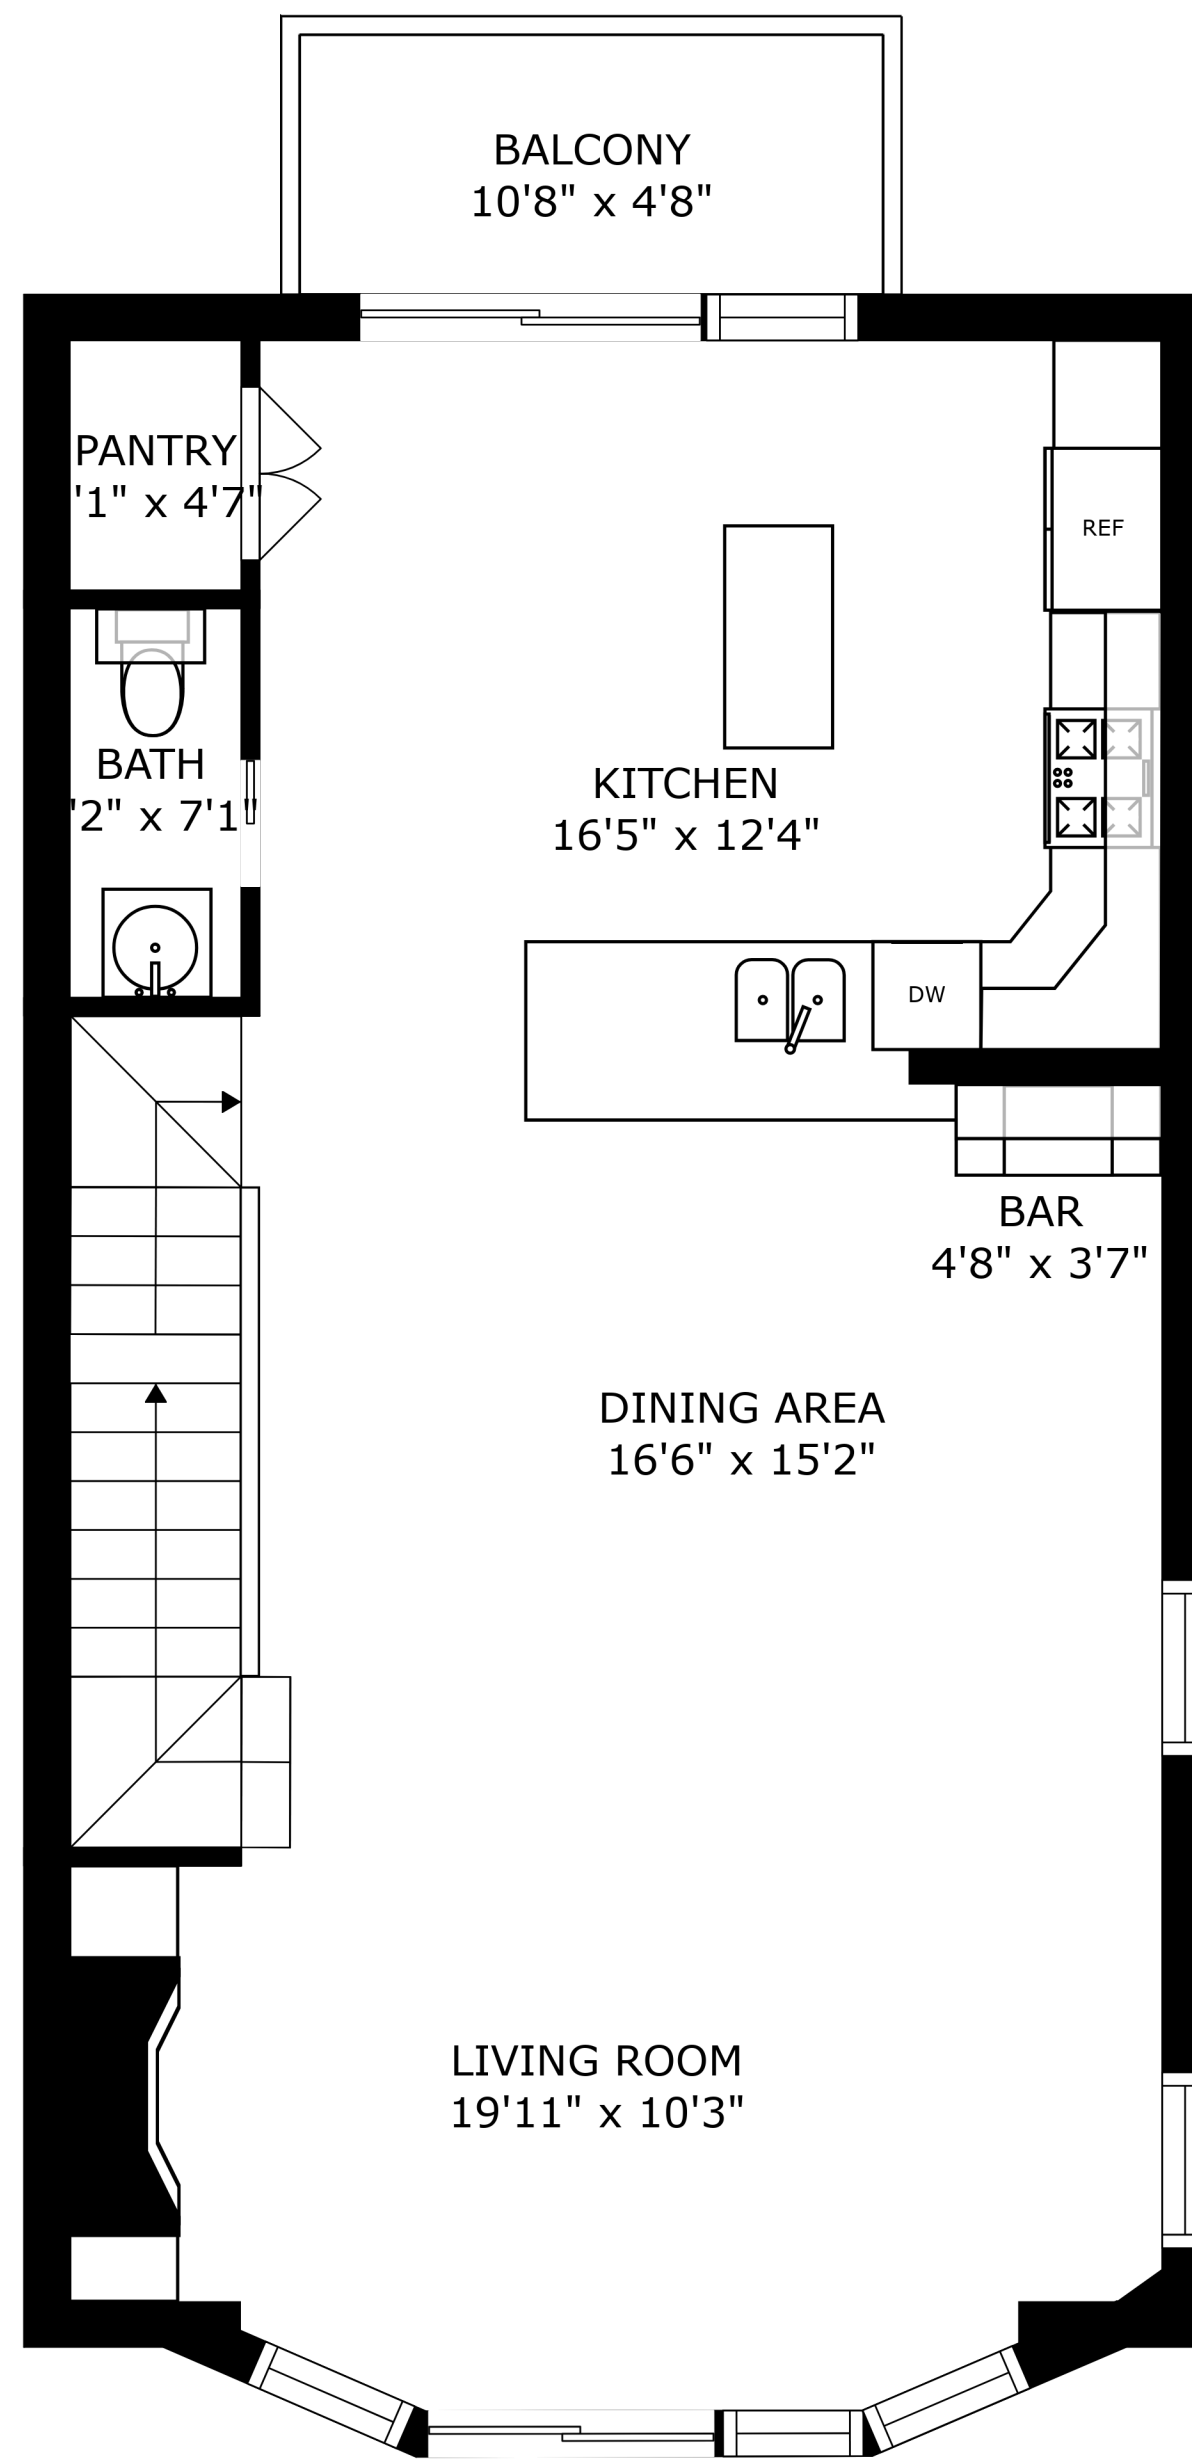 BALCONY
10'8" x 4'8"
PANTRY
'1" x 4'7"
REF
BATH
'2" x 7'1"
KITCHEN
16'5" x 12'4"
DW
BAR
4'8" x 3'7"
DINING AREA
16'6" x 15'2"
LIVING ROOM
19'11" x 10'3"